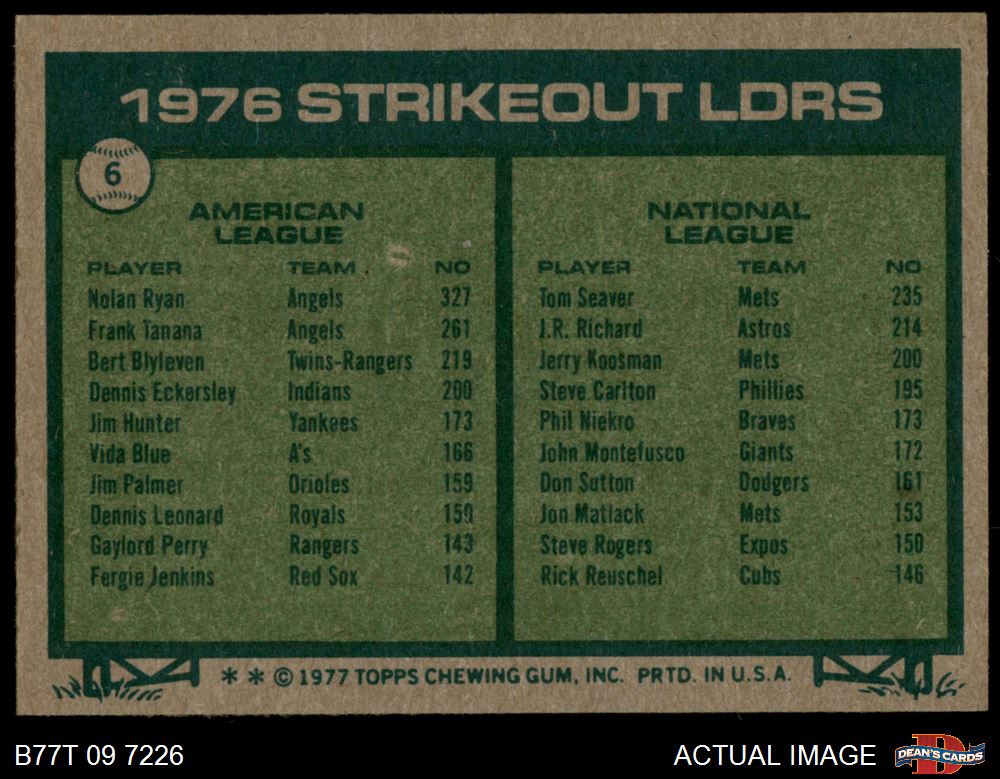 1976 STRIKEOUT LDRS
6
AMERICAN
LEAGUE
PLAYER TEAM NO
Nolan Ryan Angels 327
Frank Tanana Angels 261
Bert Blyleven Twins-Rangers 219
Dennis Eckersley Indians 200
Jim Hunter Yankees 173
Vida Blue A's 166
Jim Palmer Orioles 159
Dennis Leonard Royals 150
Gaylord Perry Rangers 143
Fergie Jenkins Red Sox 142
NATIONAL
LEAGUE
PLAYER TEAM NO
Tom Seaver Mets 235
J.R. Richard Astros 214
Jerry Koosman Mets 200
Steve Carlton Phillies 195
Phil Niekro Braves 173
John Montefusco Giants 172
Don Sutton Dodgers 161
Jon Matlack Mets 153
Steve Rogers Expos 150
Rick Reuschel Cubs 146
* * © 1977 TOPPS CHEWING GUM, INC. PRTD. IN U.S.A.
B77T 09 7226
ACTUAL IMAGE
D
DEAN'S CARDS